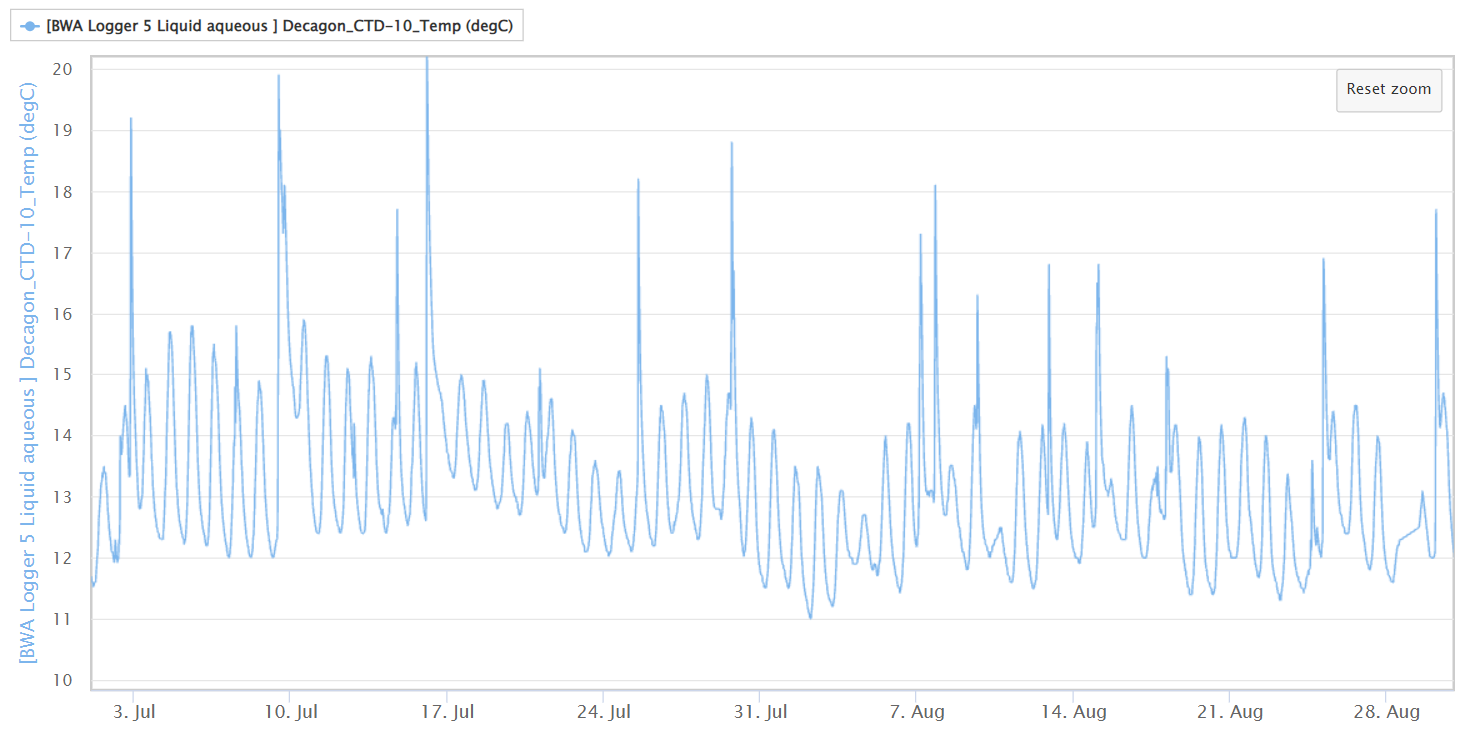 [BWA Logger 5 Liquid aqueous ] Decagon_CTD-10_Temp (degC)
[BWA Logger 5 Liquid aqueous ] Decagon_CTD-10_Temp (degC)
20
19
18
17
16
15
14
13
12
11
10
Reset zoom
3. Jul 10. Jul 17. Jul 24. Jul 31. Jul 7. Aug 14. Aug 21. Aug 28. Aug